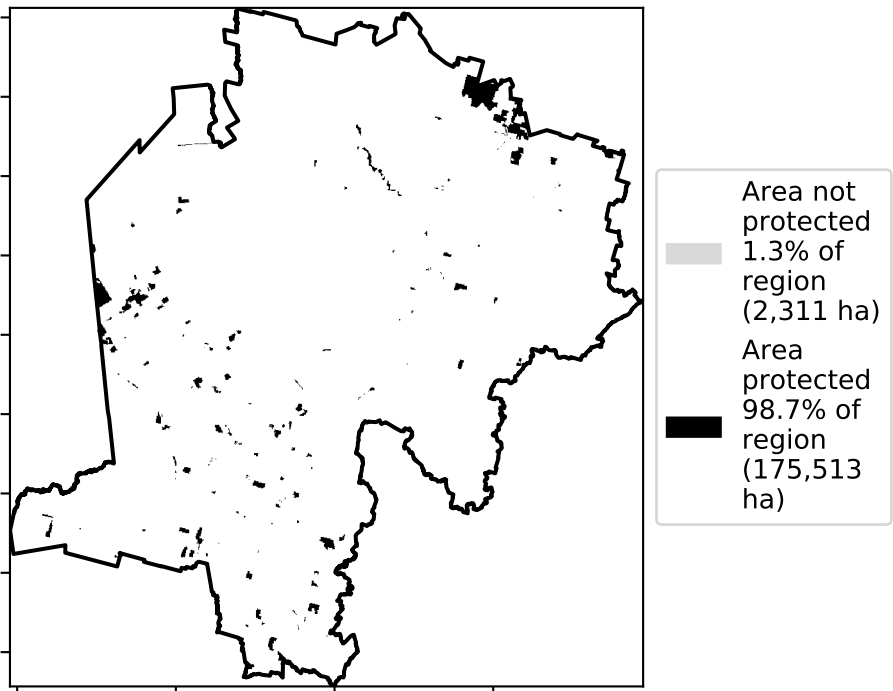 Area not
protected
1.3% of
region
(2,311 ha)
Area
protected
98.7% of
region
(175,513
ha)